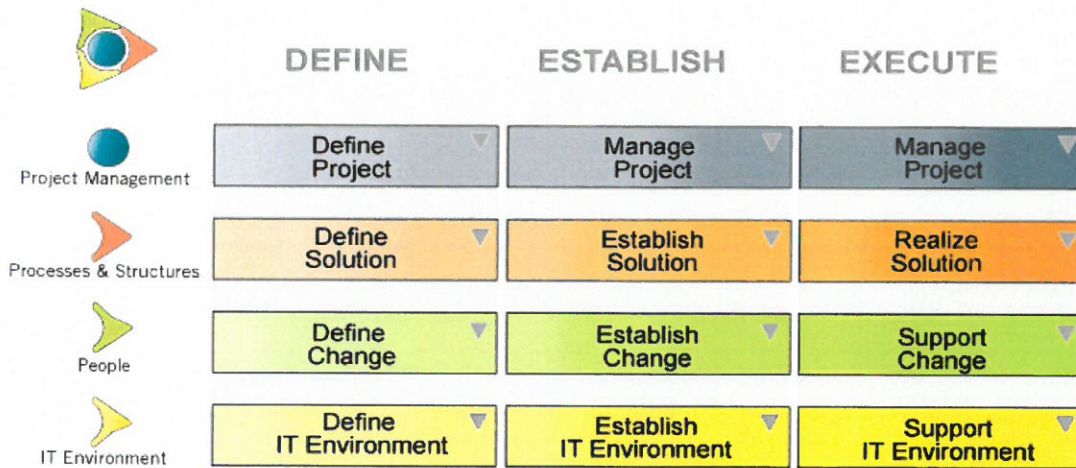 DEFINE ESTABLISH EXECUTE
Define Manage Manage
Project Project Project
Project Management
Define Establish Realize
Solution Solution Solution
Processes & Structures
Define Establish Support
Change Change Change
People
Define Establish Support
IT Environment IT Environment IT Environment
IT Environment